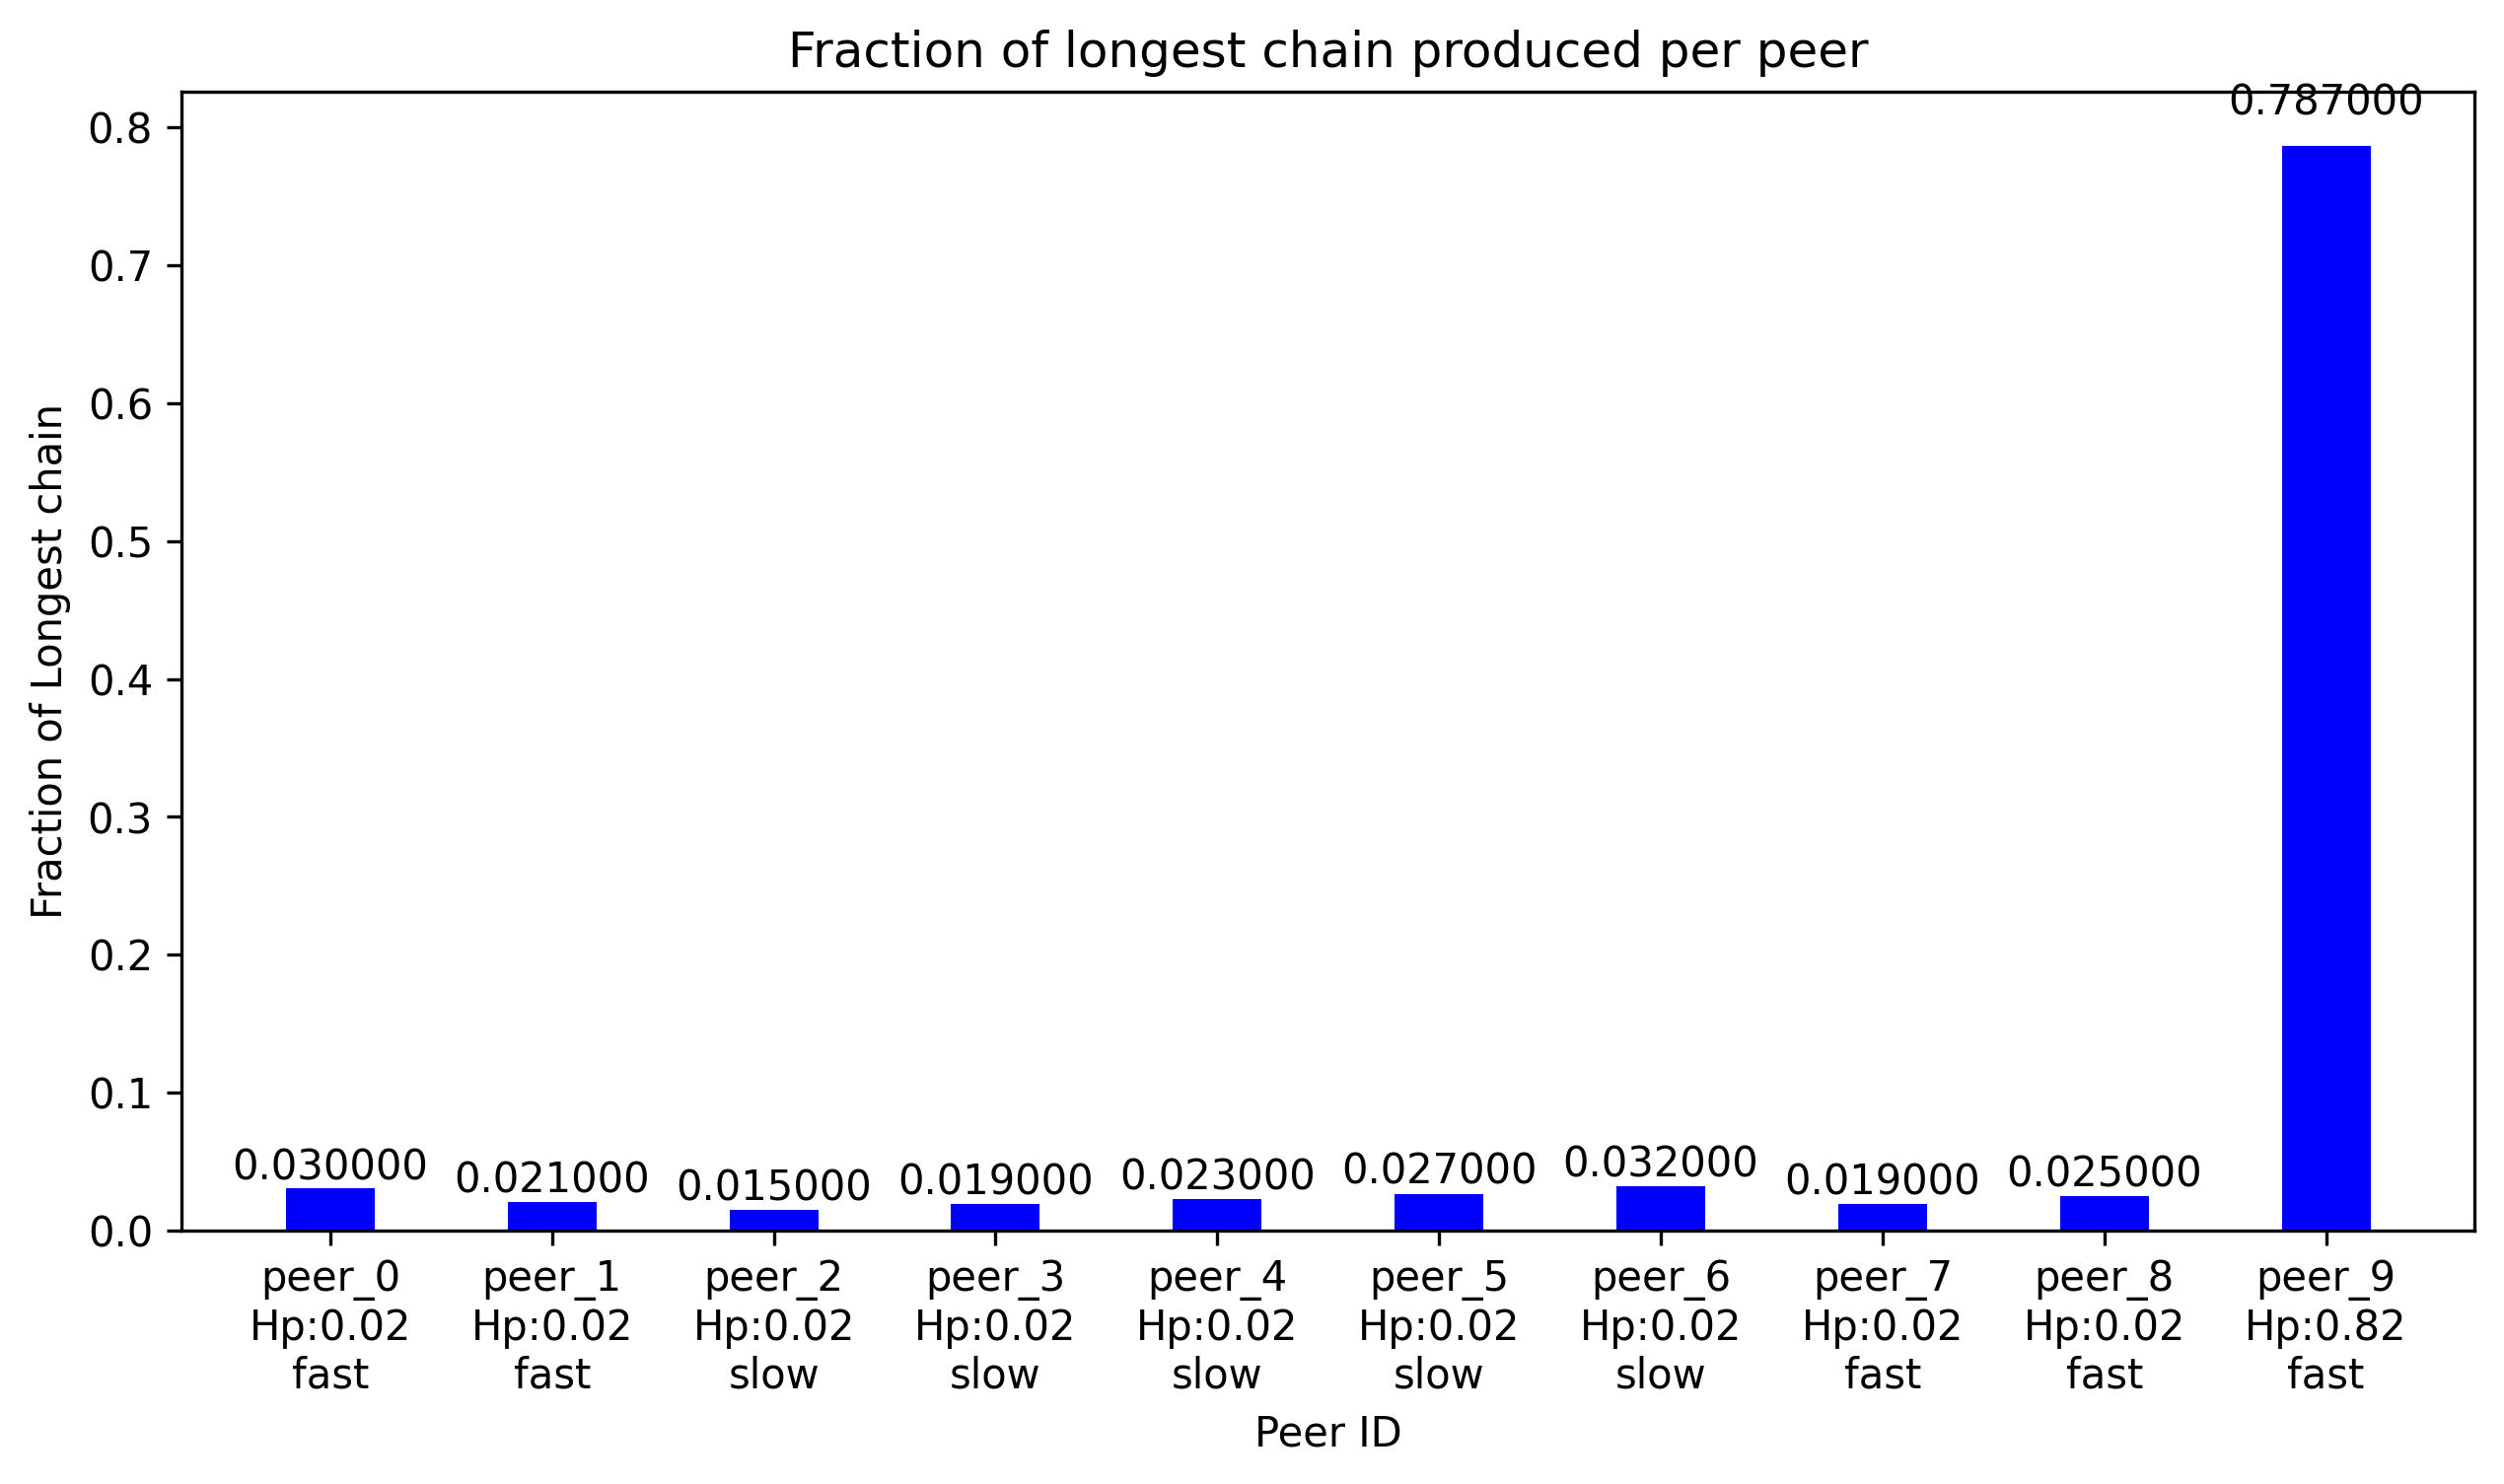 Fraction of longest chain produced per peer
Fraction of Longest chain
0.8
0.7
0.6
0.5
0.4
0.3
0.2
0.1
0.0
0.030000
0.021000
0.015000
0.019000
0.023000
0.027000
0.032000
0.019000
0.025000
0.787000
peer_0
Hp:0.02
fast
peer_1
Hp:0.02
fast
peer_2
Hp:0.02
slow
peer_3
Hp:0.02
slow
peer_4
Hp:0.02
slow
peer_5
Hp:0.02
slow
peer_6
Hp:0.02
slow
peer_7
Hp:0.02
fast
peer_8
Hp:0.02
fast
peer_9
Hp:0.82
fast
Peer ID